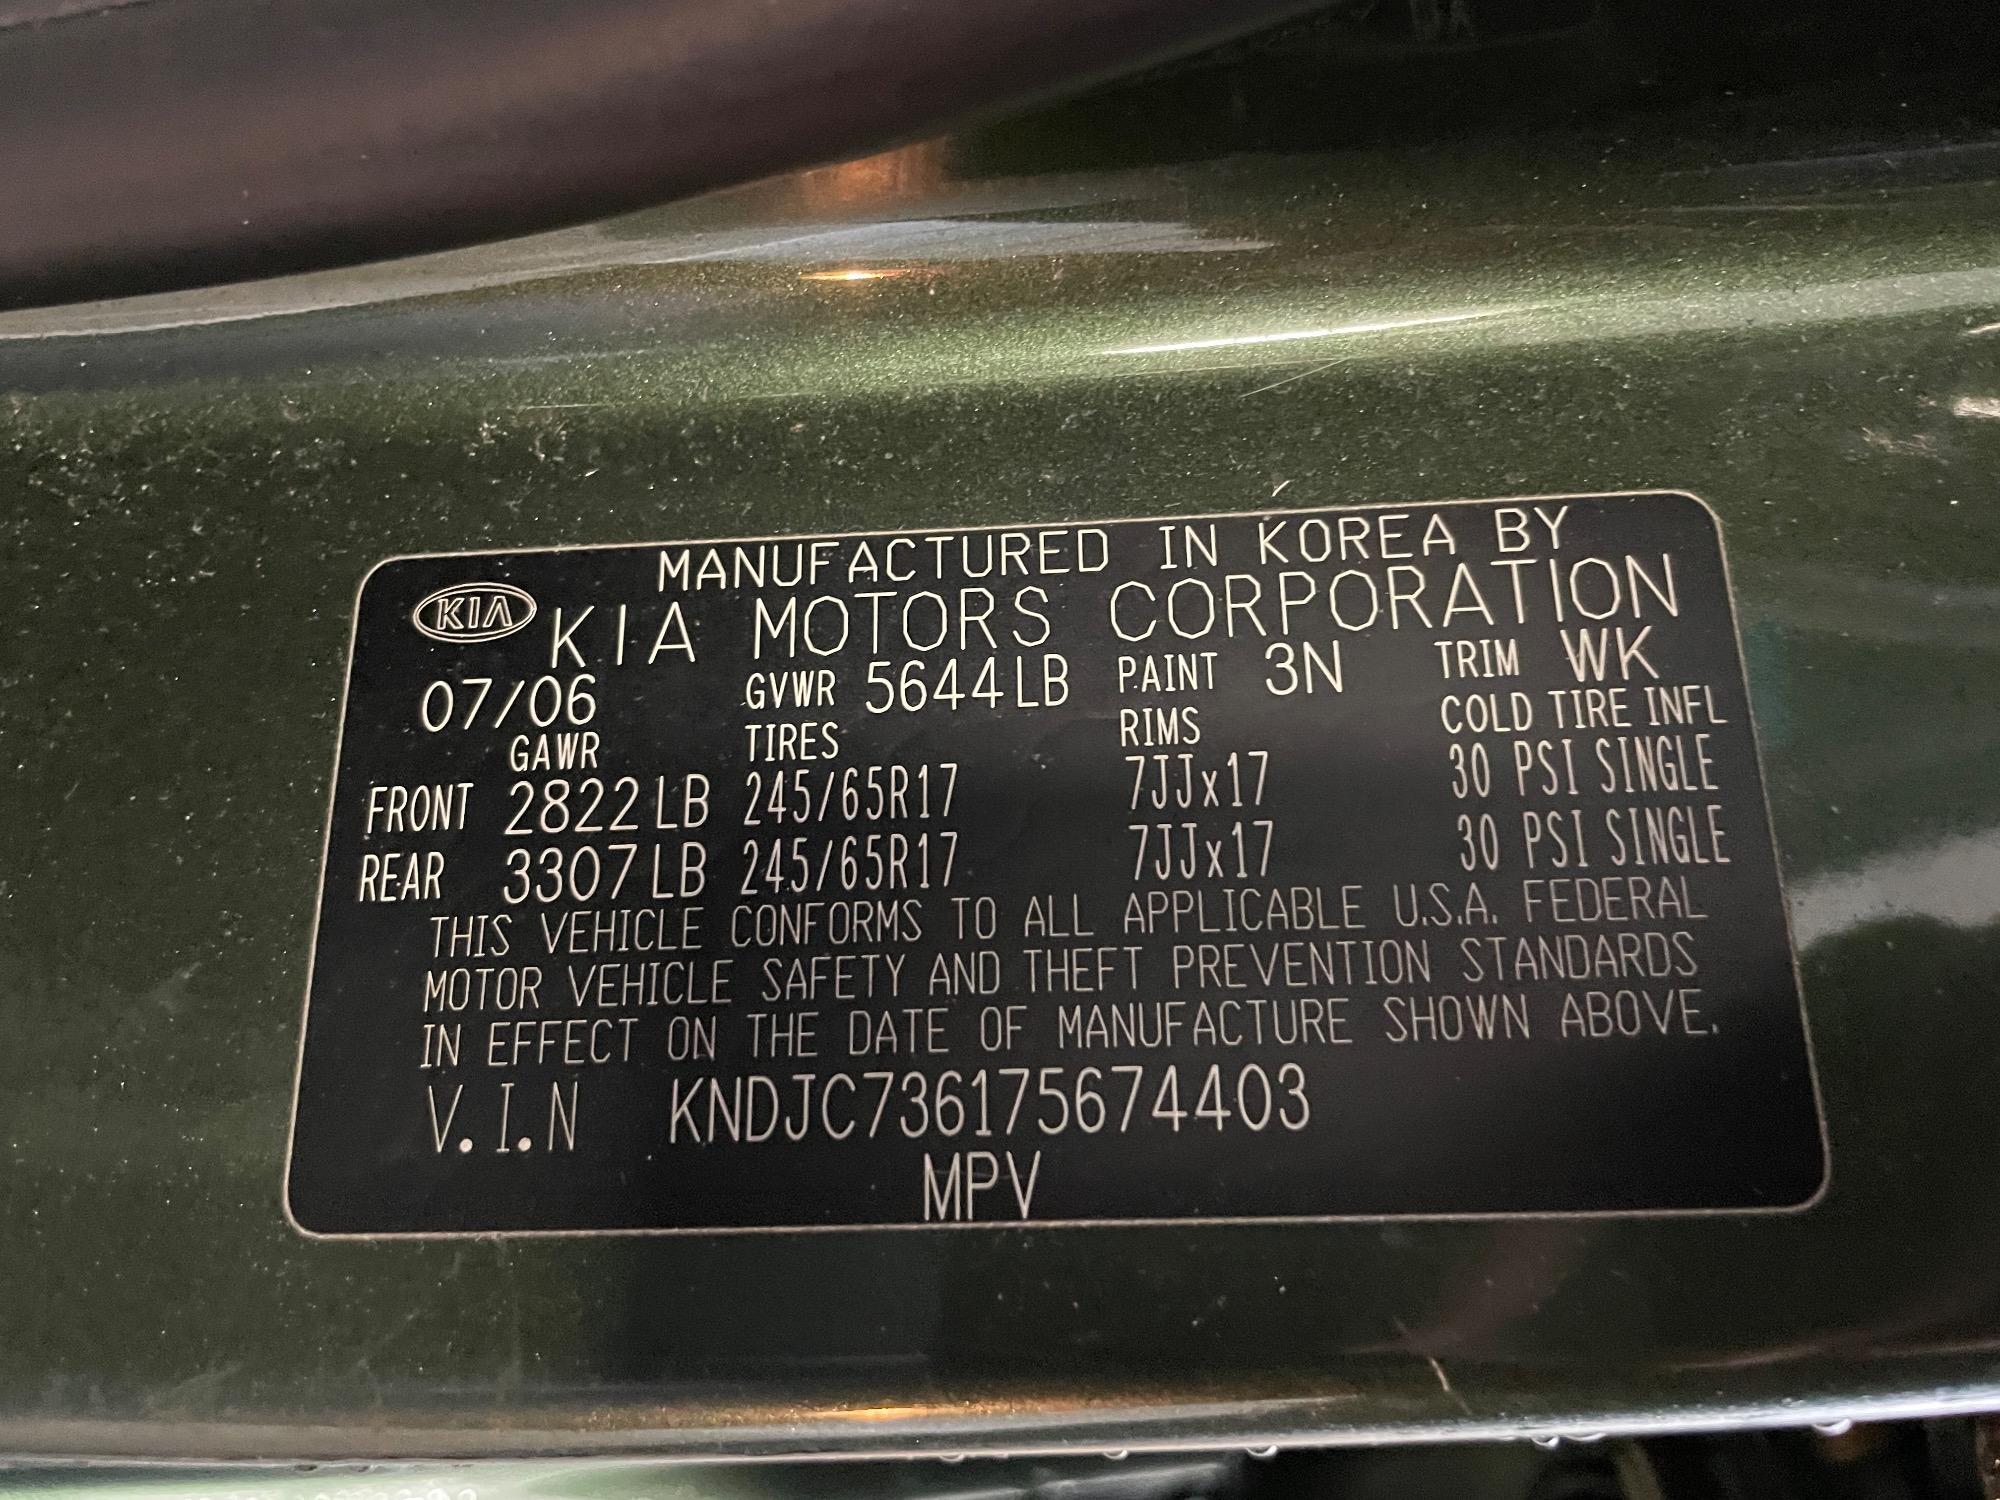 MANUFACTURED IN KOREA BY
KIA KIA MOTORS CORPORATION
07/06 GVWR 5644LB PAINT 3N TRIM WK
GAWR TIRES RIMS COLD TIRE INFL
FRONT 2822LB 245/65R17 7JJx17 30 PSI SINGLE
REAR 3307LB 245/65R17 7JJx17 30 PSI SINGLE
THIS VEHICLE CONFORMS TO ALL APPLICABLE U.S.A. FEDERAL
MOTOR VEHICLE SAFETY AND THEFT PREVENTION STANDARDS
IN EFFECT ON THE DATE OF MANUFACTURE SHOWN ABOVE.
V.I.N KNDJC736175674403
MPV